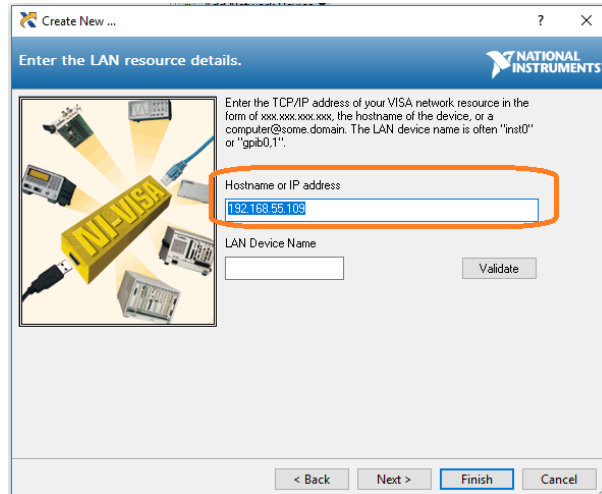 Create New ...
?
Enter the LAN resource details.
NATIONAL
INSTRUMENTS
Enter the TCP/IP address of your VISA network resource in the
form of xxx.xxx.xxx.xxx, the hostname of the device, or a
computer@some.domain. The LAN device name is often "inst0"
or "gpib0,1".
NI-VISA
Hostname or IP address
192.168.55.109
LAN Device Name
Validate
< Back
Next >
Finish
Cancel